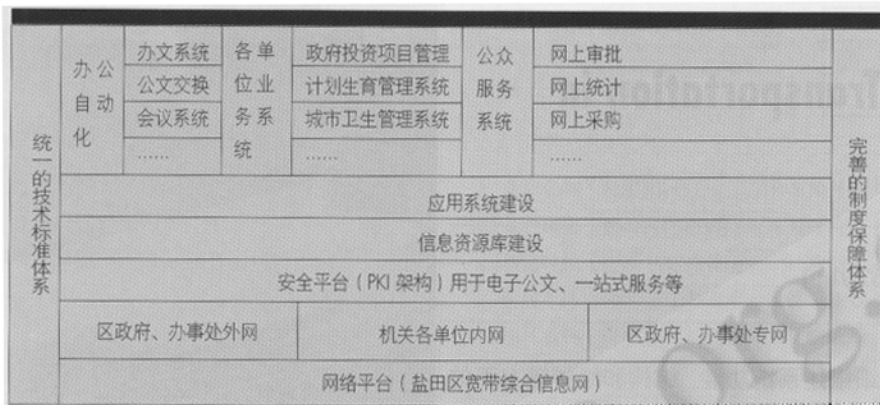 统一的技术标准体系
办公自动化
办文系统
公文交换
会议系统
……
各单位业务系统
政府投资项目管理
计划生育管理系统
城市卫生管理系统
……
公众服务系统
网上审批
网上统计
网上采购
……
完善的制度保障体系
应用系统建设
信息资源库建设
安全平台（PKI 架构）用于电子公文、一站式服务等
区政府、办事处外网
机关各单位内网
区政府、办事处专网
网络平台（盐田区宽带综合信息网）
Transportation
org.